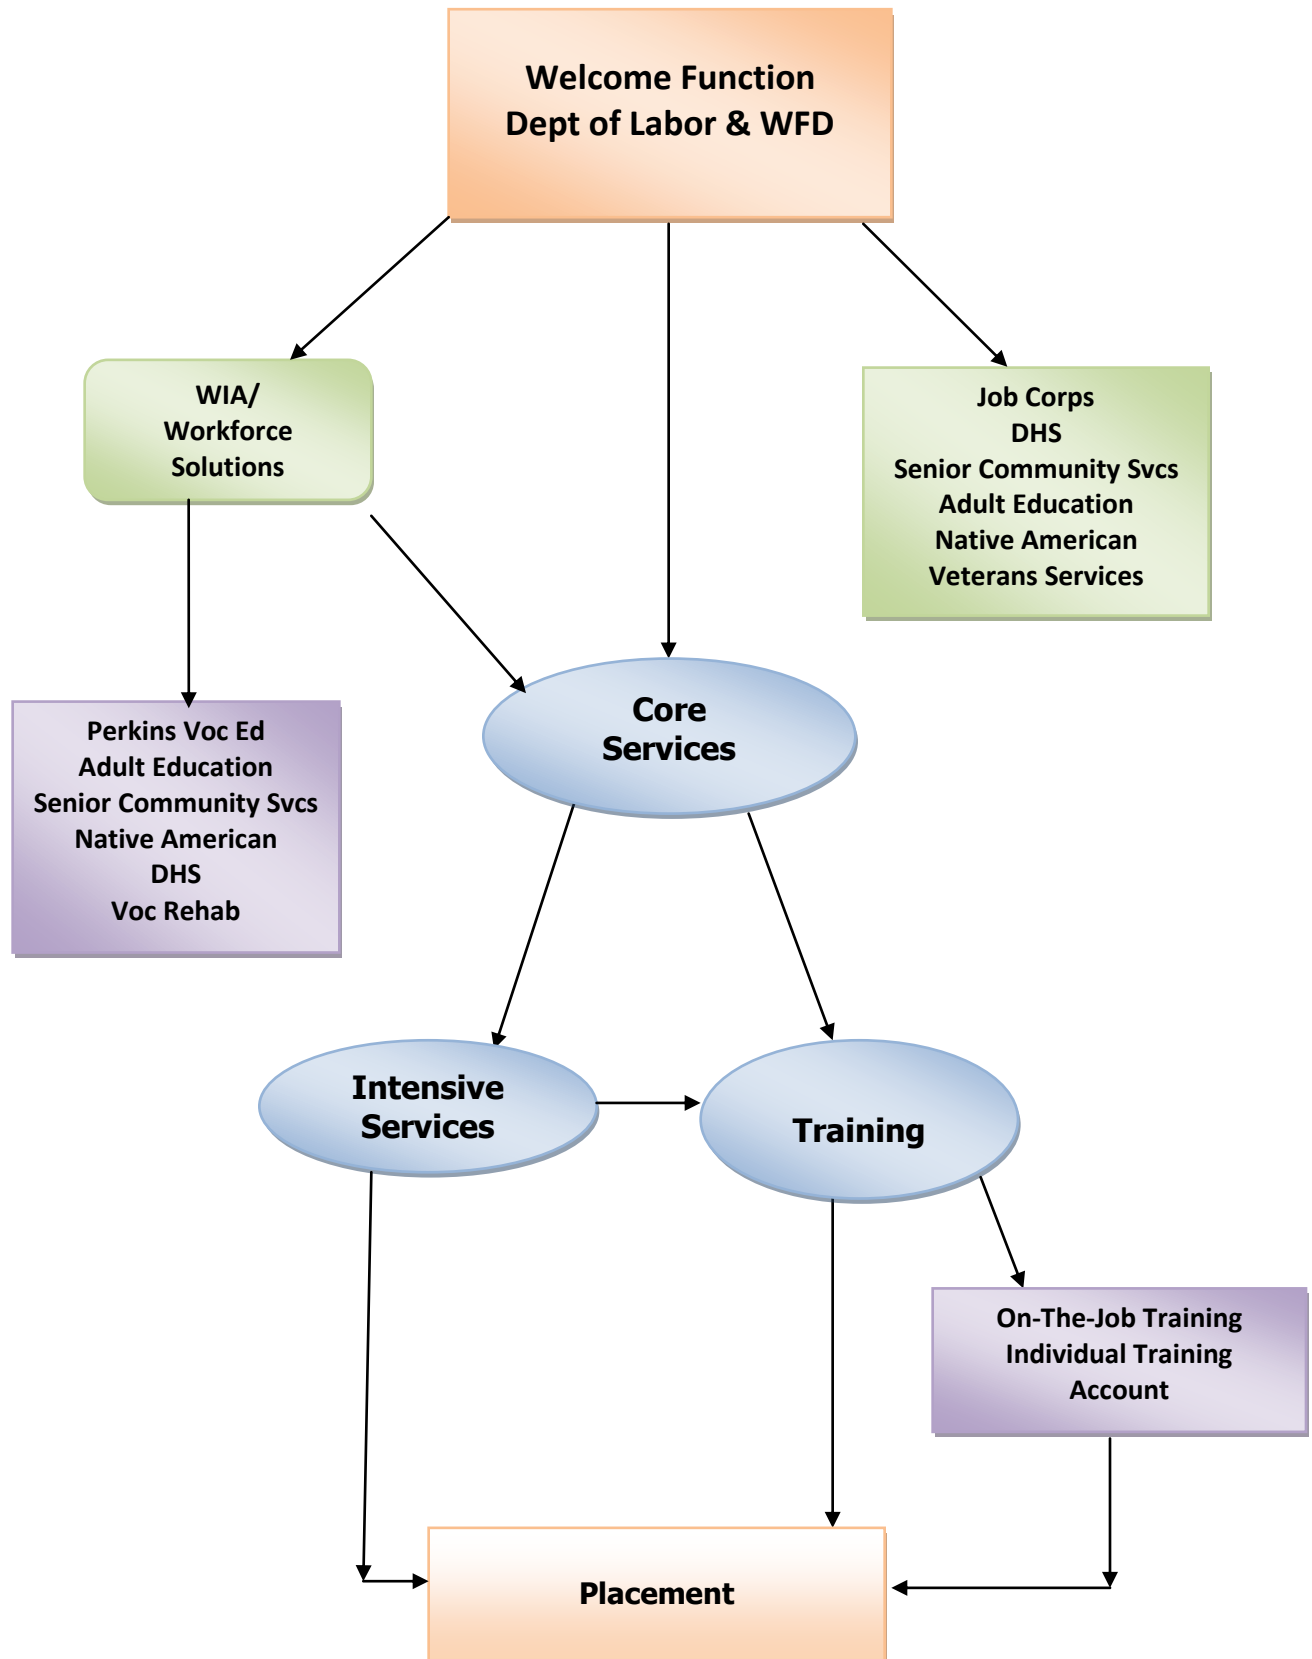 Welcome Function
Dept of Labor & WFD
WIA/
Workforce
Solutions
Job Corps
DHS
Senior Community Svcs
Adult Education
Native American
Veterans Services
Core
Services
Perkins Voc Ed
Adult Education
Senior Community Svcs
Native American
DHS
Voc Rehab
Intensive
Services
Training
On-The-Job Training
Individual Training
Account
Placement